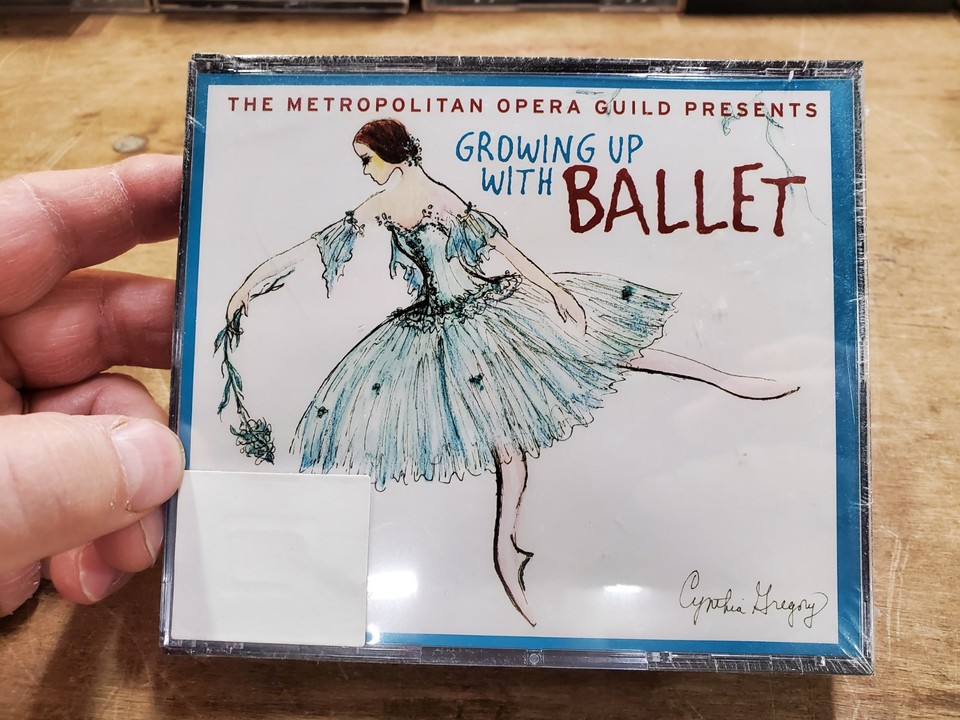 THE METROPOLITAN OPERA GUILD PRESENTS
GROWING UP
WITH BALLET
Cynthia Gregory